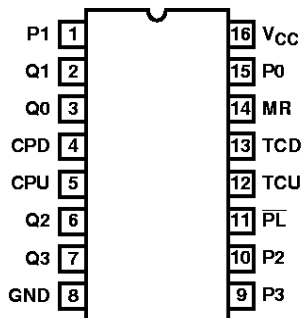 P1 1 16 VCC
Q1 2 15 P0
Q0 3 14 MR
CPD 4 13 TCD
CPU 5 12 TCU
Q2 6 11 P̅L̅
Q3 7 10 P2
GND 8 9 P3